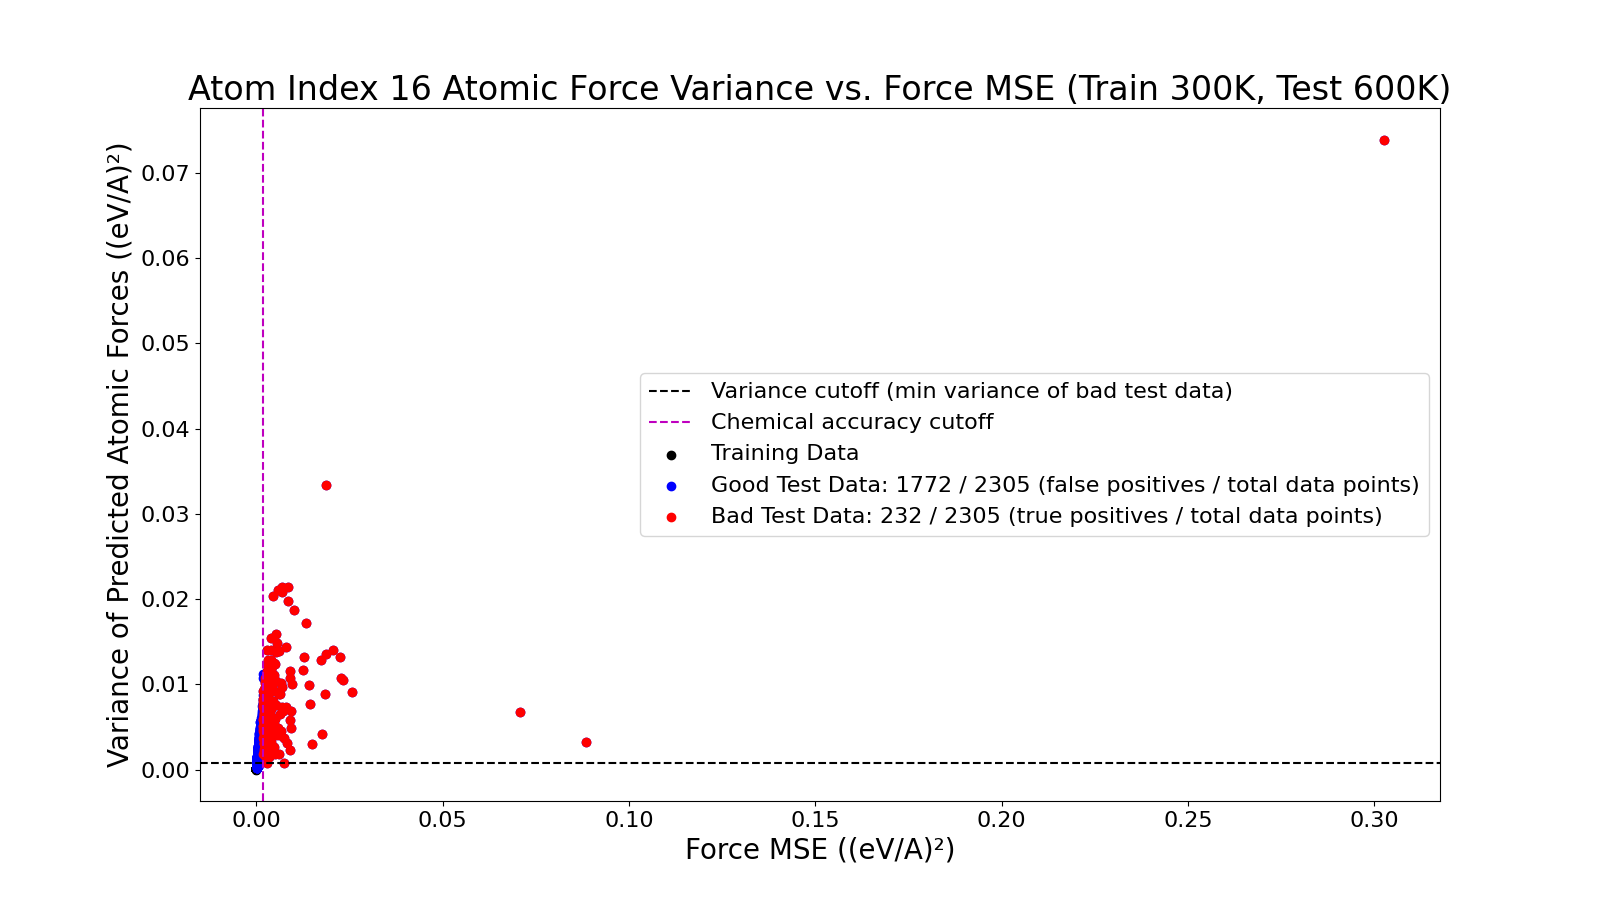 Atom Index 16 Atomic Force Variance vs. Force MSE (Train 300K, Test 600K)
Variance of Predicted Atomic Forces ((eV/A)²)
0.07
0.06
0.05
0.04
0.03
0.02
0.01
0.00
Variance cutoff (min variance of bad test data)
Chemical accuracy cutoff
Training Data
Good Test Data: 1772 / 2305 (false positives / total data points)
Bad Test Data: 232 / 2305 (true positives / total data points)
0.00 0.05 0.10 0.15 0.20 0.25 0.30
Force MSE ((eV/A)²)